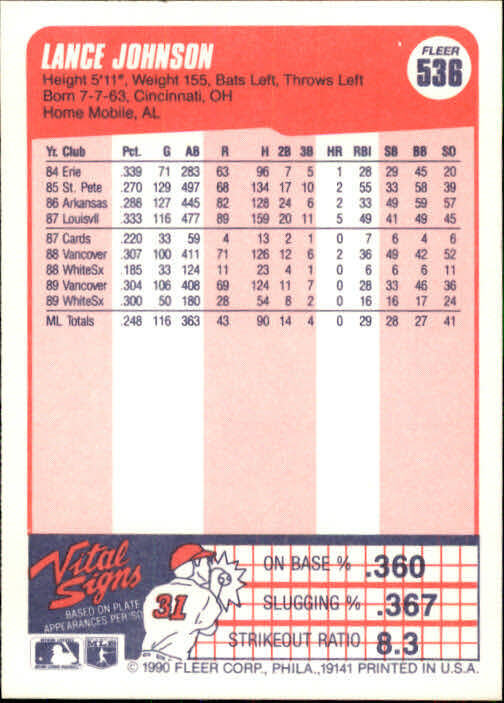 LANCE JOHNSON
FLEER
536
Height 5'11", Weight 155, Bats Left, Throws Left
Born 7-7-63, Cincinnati, OH
Home Mobile, AL
Yr. Club Pct. G AB R H 2B 3B HR RBI SB BB SO
84 Erie .339 71 283 63 96 7 5 1 28 29 45 20
85 St. Pete .270 129 497 68 134 17 10 2 55 33 58 39
86 Arkansas .288 127 445 82 128 24 6 2 33 49 59 57
87 Louisvll .333 116 477 89 159 20 11 5 49 41 49 45
87 Cards .220 33 59 4 13 2 1 0 7 6 4 6
88 Vancover .307 100 411 71 126 12 6 2 36 49 42 52
88 WhiteSx .185 33 124 11 23 4 1 0 6 6 6 11
89 Vancover .304 106 408 69 124 11 7 0 28 33 46 36
89 WhiteSx .300 50 180 28 54 8 2 0 16 16 17 24
ML Totals .248 116 363 43 90 14 4 0 29 28 27 41
Vital
Signs
BASED ON PLATE
APPEARANCES PER SO
31
ON BASE % .360
SLUGGING % .367
STRIKEOUT RATIO 8.3
© 1990 FLEER CORP., PHILA., 19141 PRINTED IN U.S.A.